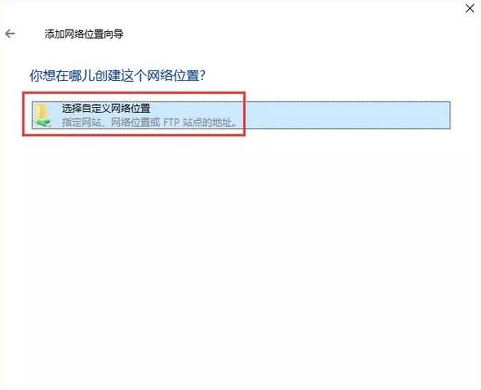 添加网络位置向导
你想在哪儿创建这个网络位置?
选择自定义网络位置
指定网站、网络位置或 FTP 站点的地址。